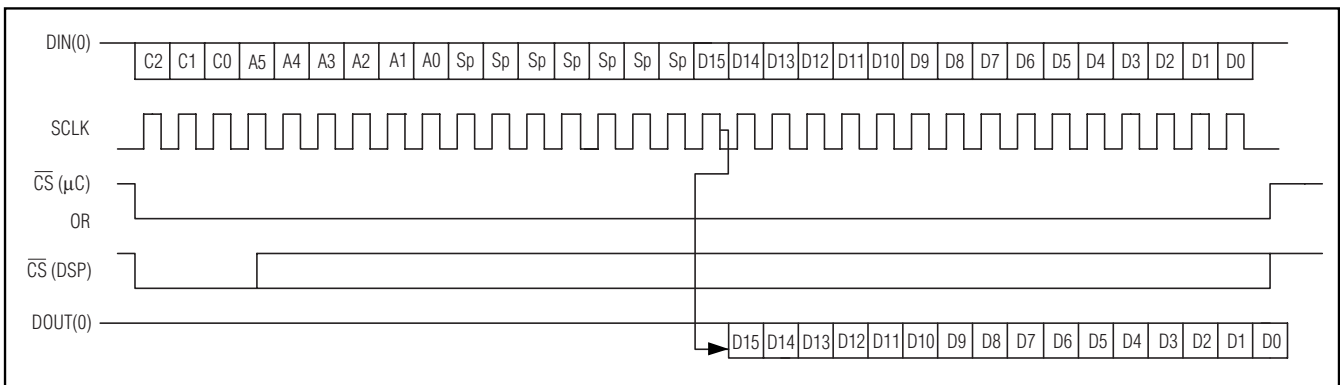 DIN(0) C2 C1 C0 A5 A4 A3 A2 A1 A0 Sp Sp Sp Sp Sp Sp Sp D15 D14 D13 D12 D11 D10 D9 D8 D7 D6 D5 D4 D3 D2 D1 D0
SCLK
C̅S̅ (µC)
OR
C̅S̅ (DSP)
DOUT(0) D15 D14 D13 D12 D11 D10 D9 D8 D7 D6 D5 D4 D3 D2 D1 D0